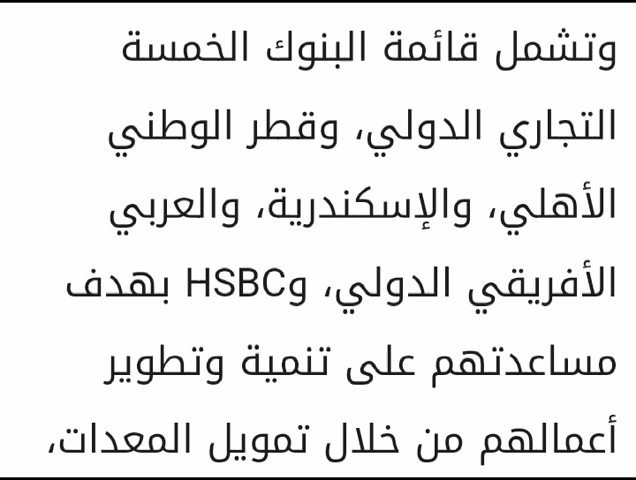 وتشمل قائمة البنوك الخمسة
التجاري الدولي، وقطر الوطني
الأهلي، والإسكندرية، والعربي
الأفريقي الدولي، وHSBC بهدف
مساعدتهم على تنمية وتطوير
أعمالهم من خلال تمويل المعدات،